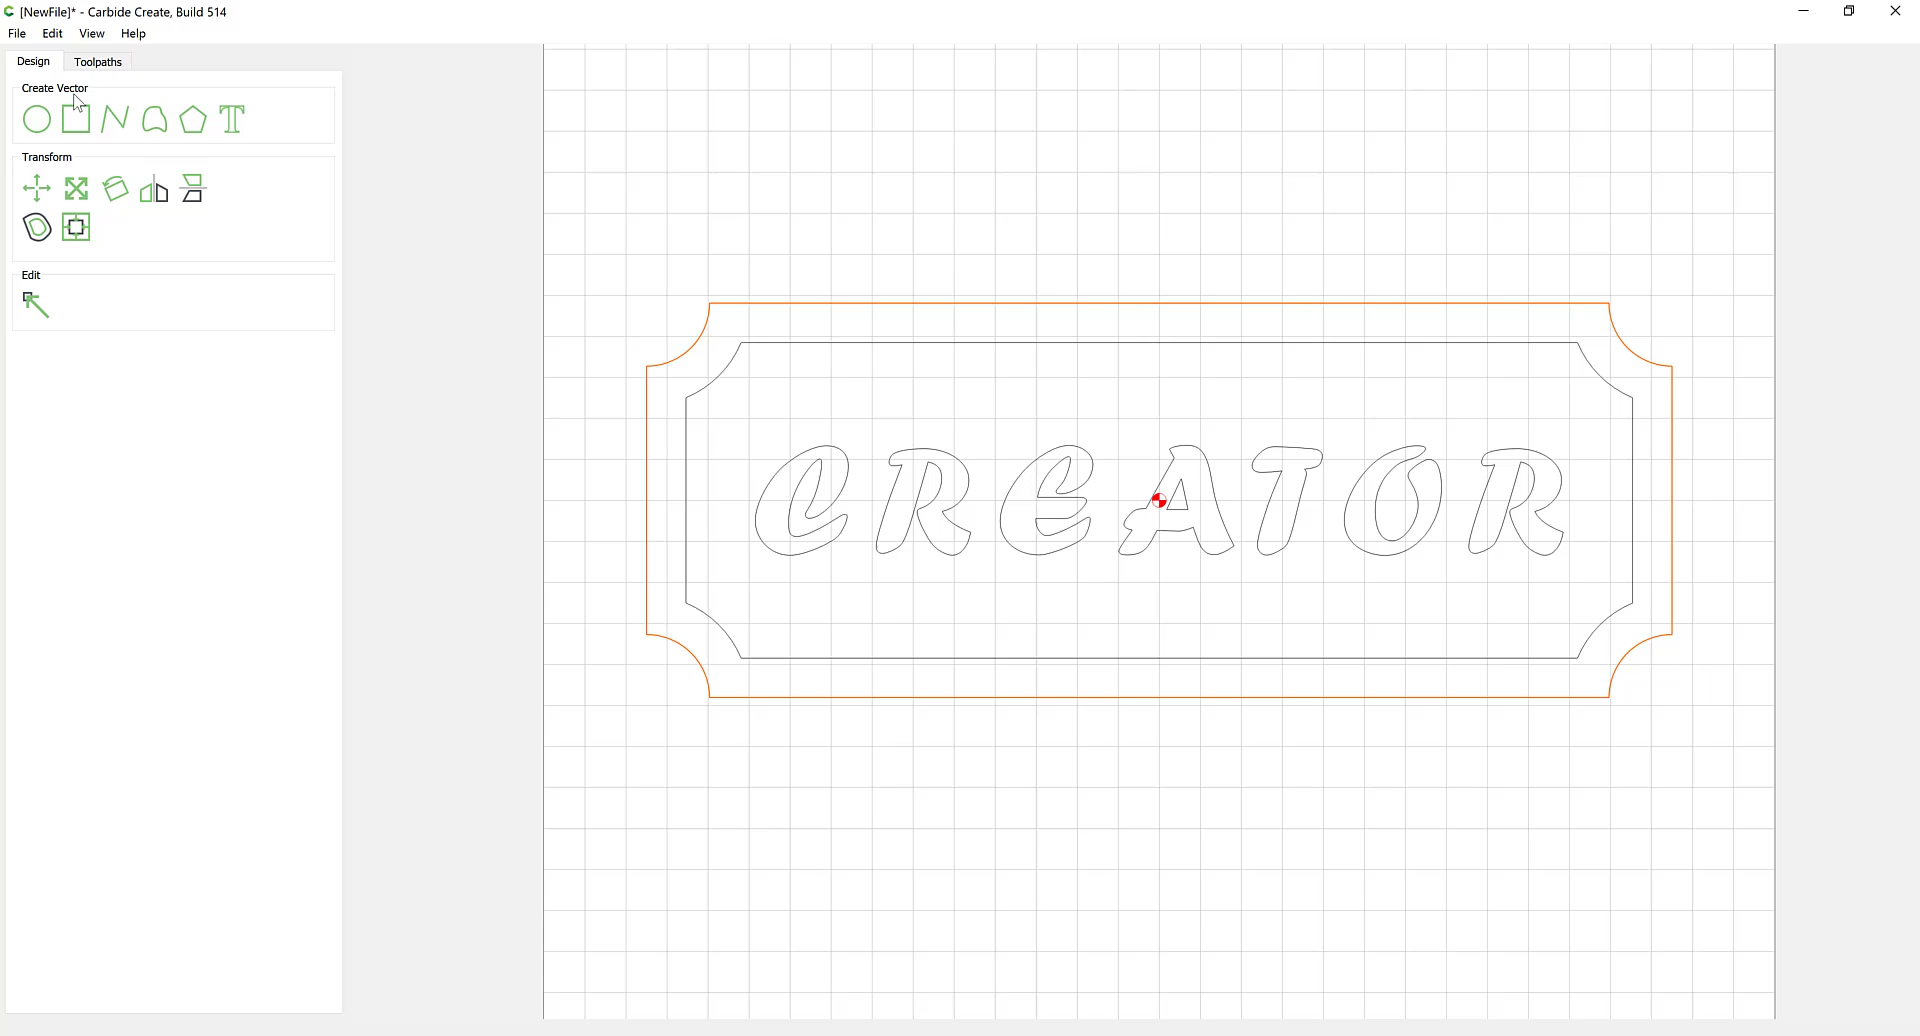 [NewFile]* - Carbide Create, Build 514
File Edit View Help
Design Toolpaths
Create Vector
Transform
Edit
CREATOR